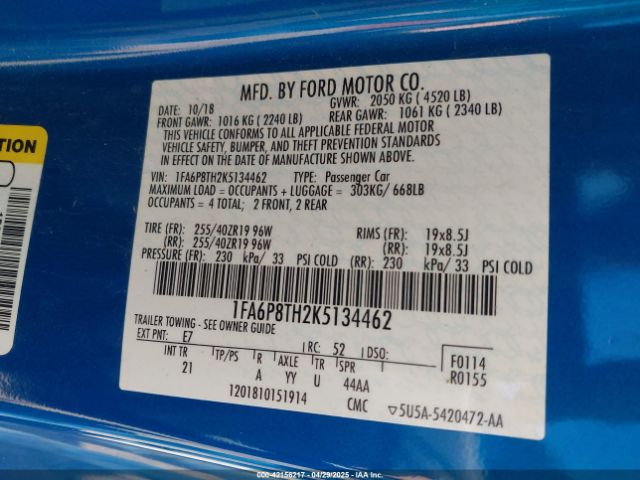 MFD. BY FORD MOTOR CO.
DATE: 10/18 GVWR: 2050 KG ( 4520 LB)
FRONT GAWR: 1016 KG ( 2240 LB) REAR GAWR: 1061 KG ( 2340 LB)
THIS VEHICLE CONFORMS TO ALL APPLICABLE FEDERAL MOTOR
VEHICLE SAFETY, BUMPER, AND THEFT PREVENTION STANDARDS
IN EFFECT ON THE DATE OF MANUFACTURE SHOWN ABOVE.
VIN: 1FA6P8TH2K5134462 TYPE: Passenger Car
MAXIMUM LOAD = OCCUPANTS + LUGGAGE = 303KG/ 668LB
OCCUPANTS = 4 TOTAL; 2 FRONT, 2 REAR
TIRE (FR): 255/40ZR19 96W RIMS (FR): 19x8.5J
(RR): 255/40ZR19 96W (RR): 19x8.5J
PRESSURE (FR): 230 kPa/ 33 PSI COLD (RR): 230 kPa/ 33 PSI COLD
1FA6P8TH2K5134462
TRAILER TOWING - SEE OWNER GUIDE
EXT PNT: E7 RC: 52 DSO: F0114
INT TR TP/PS R AXLE TR SPR R0155
21 A YY U 44AA
1201810151914 CMC ▽5U5A-5420472-AA
000-42156217 - 04/29/2025 - IAAI.COM